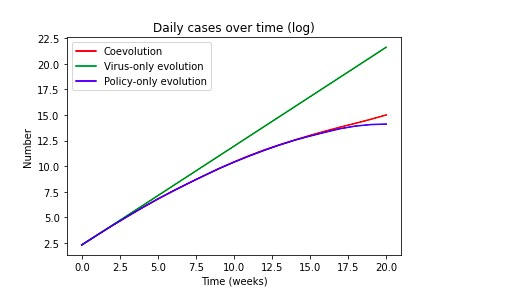 Daily cases over time (log)
22.5
20.0
17.5
15.0
12.5
10.0
7.5
5.0
2.5
Number
Coevolution
Virus-only evolution
Policy-only evolution
0.0 2.5 5.0 7.5 10.0 12.5 15.0 17.5 20.0
Time (weeks)